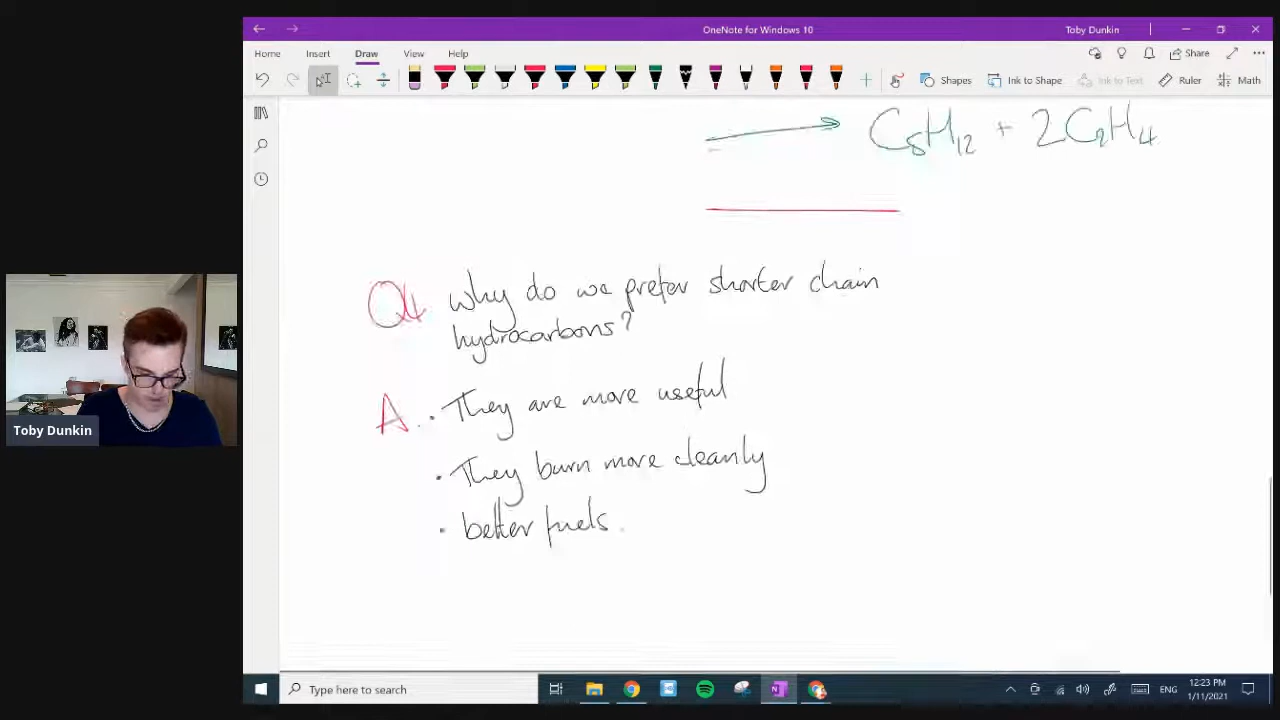 OneNote for Windows 10
Toby Dunkin
Home Insert Draw View Help
Share
Shapes
Ink to Shape
Ink to Text
Ruler
Math
C5H12 + 2C2H4
Q4 Why do we prefer shorter chain
hydrocarbons?
A. • They are more useful
• They burn more cleanly
• better fuels.
Toby Dunkin
Type here to search
ENG
12:23 PM
1/11/2021